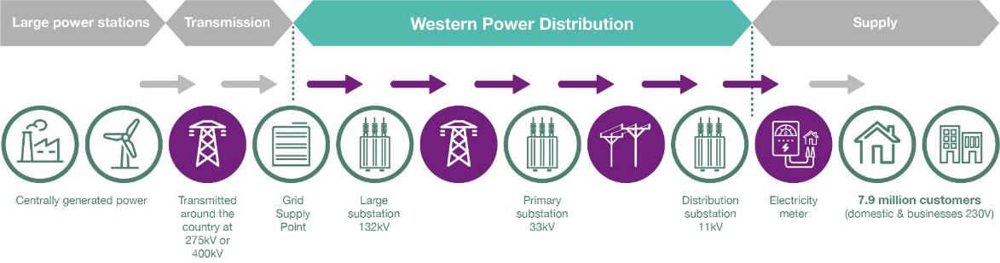 Large power stations
Transmission
Western Power Distribution
Supply
Centrally generated power
Transmitted
around the
country at
275kV or
400kV
Grid
Supply
Point
Large
substation
132kV
Primary
substation
33kV
Distribution
substation
11kV
Electricity
meter
7.9 million customers
(domestic & businesses 230V)